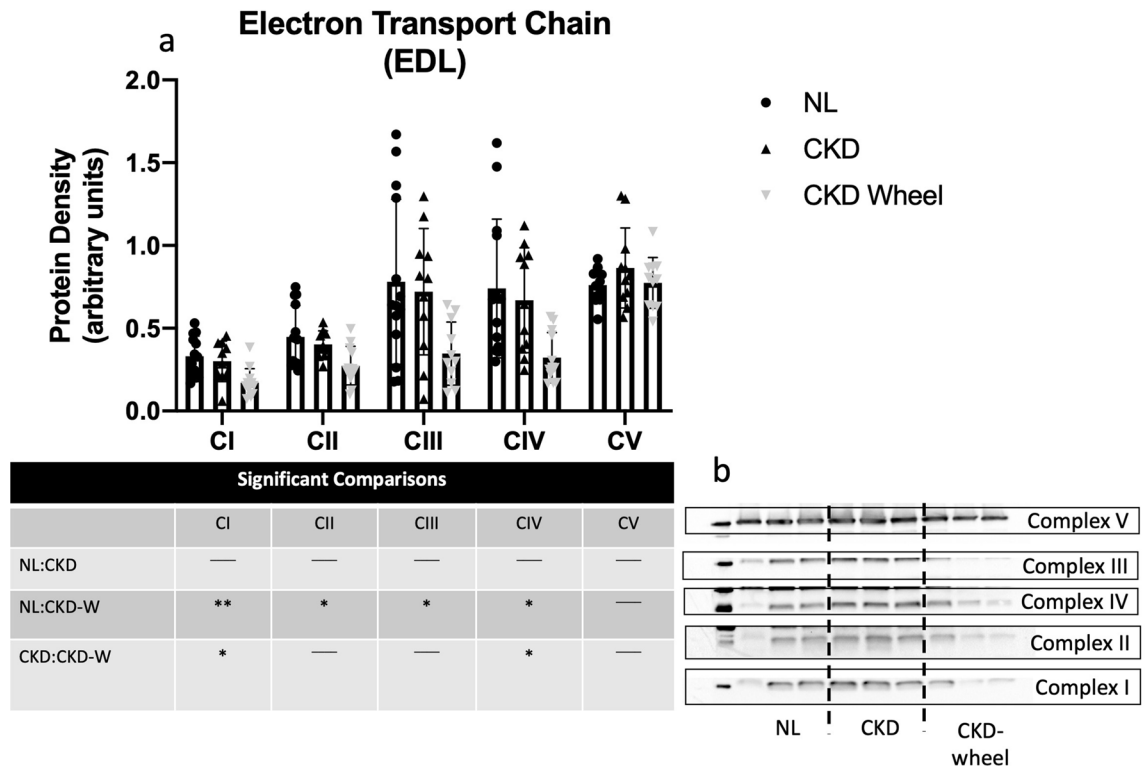 a
Electron Transport Chain
(EDL)
Protein Density
(arbitrary units)
2.0
1.5
1.0
0.5
0.0
CI CII CIII CIV CV
NL
CKD
CKD Wheel
Significant Comparisons
CI CII CIII CIV CV
NL:CKD — — — — —
NL:CKD-W ** * * * —
CKD:CKD-W * — — * —
b
Complex V
Complex III
Complex IV
Complex II
Complex I
NL CKD CKD-
wheel